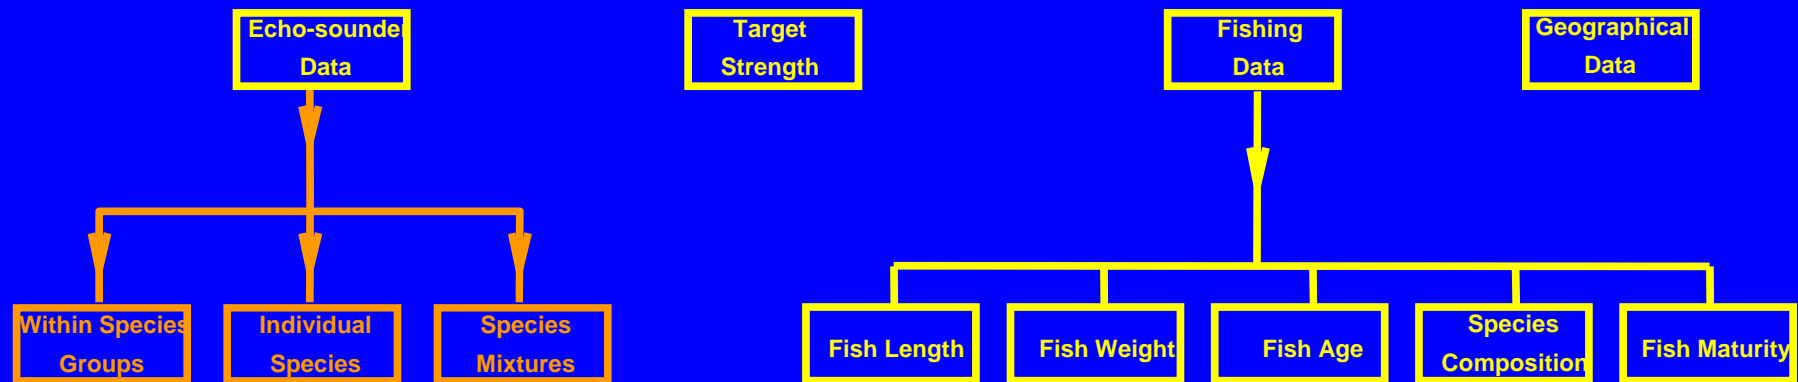 Echo-sounder
Data
Target
Strength
Fishing
Data
Geographical
Data
Within Species
Groups
Individual
Species
Species
Mixtures
Fish Length
Fish Weight
Fish Age
Species
Composition
Fish Maturity